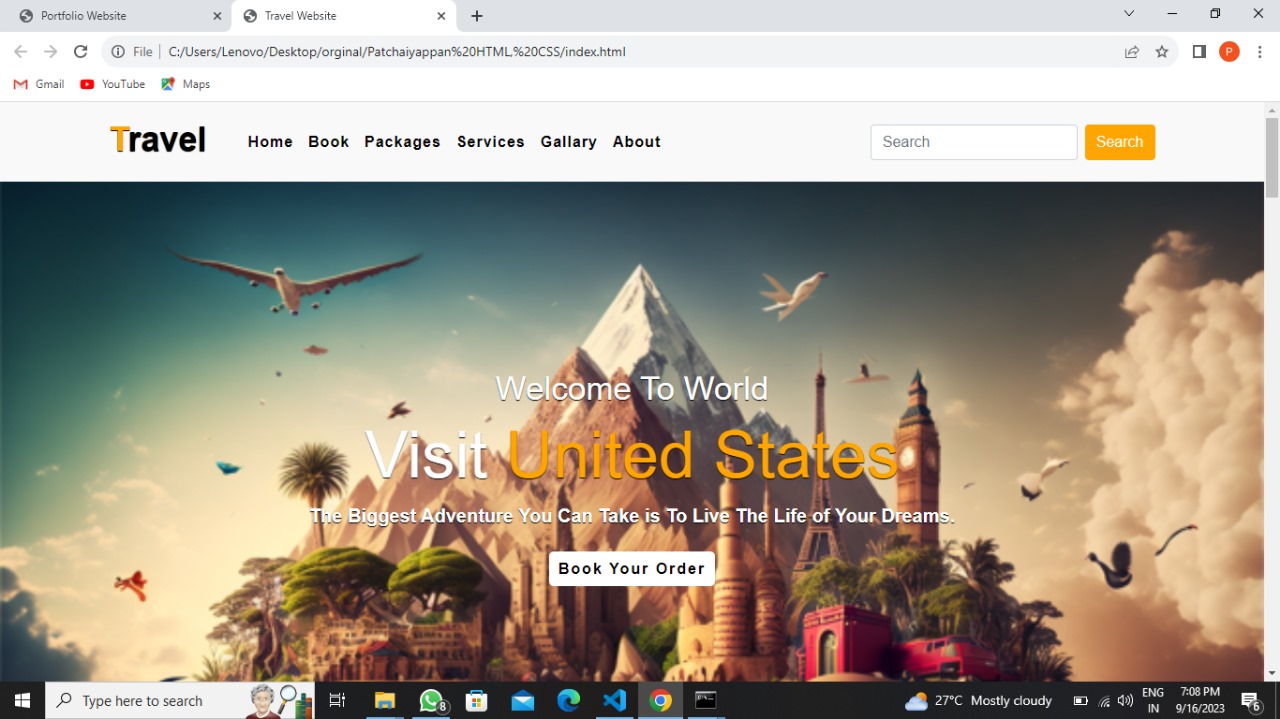 Portfolio Website
Travel Website
File
C:/Users/Lenovo/Desktop/orginal/Patchaiyappan%20HTML,%20CSS/index.html
P
Gmail
YouTube
Maps
Travel
Home Book Packages Services Gallary About
Search
Search
Welcome To World
Visit United States
The Biggest Adventure You Can Take is To Live The Life of Your Dreams.
Book Your Order
Type here to search
8
27°C Mostly cloudy
ENG
IN
7:08 PM
9/16/2023
6